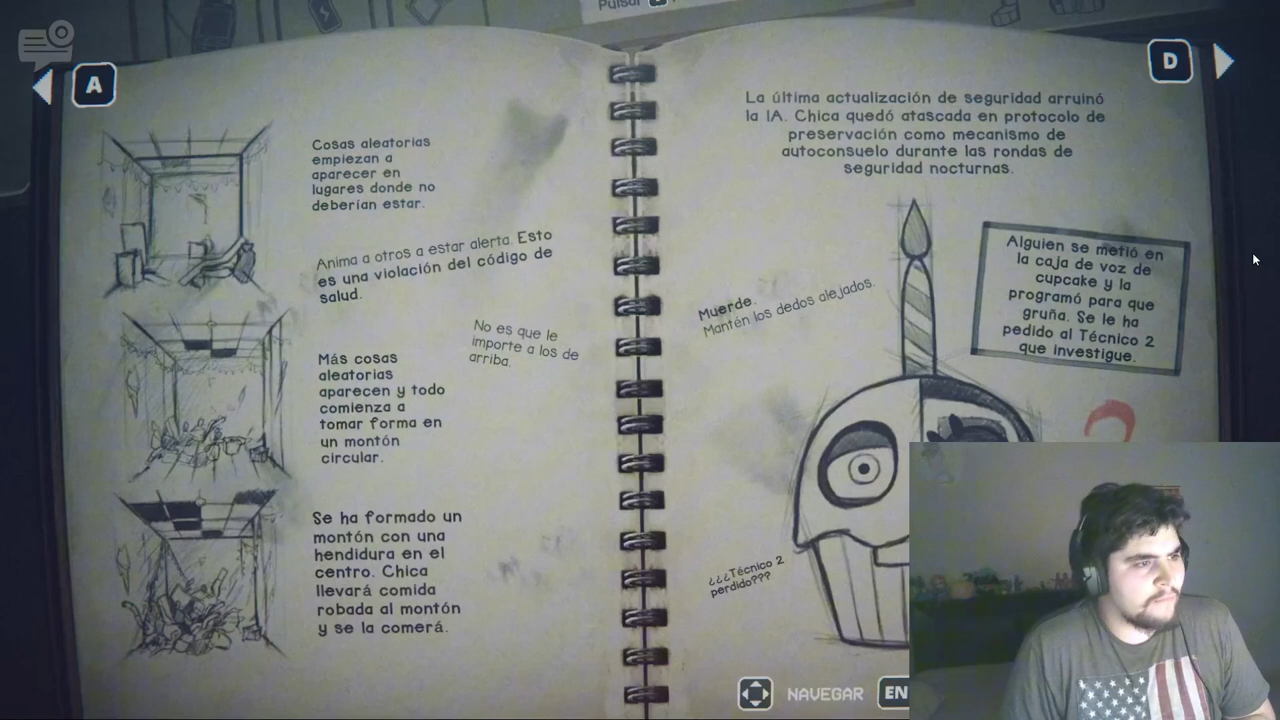 Pulsar
A
D
Cosas aleatorias
empiezan a
aparecer en
lugares donde no
deberían estar.
Anima a otros a estar alerta. Esto
es una violación del código de
salud.
No es que le
importe a los de
arriba.
Más cosas
aleatorias
aparecen y todo
comienza a
tomar forma en
un montón
circular.
Se ha formado un
montón con una
hendidura en el
centro. Chica
llevará comida
robada al montón
y se la comerá.
La última actualización de seguridad arruinó
la IA. Chica quedó atascada en protocolo de
preservación como mecanismo de
autoconsuelo durante las rondas de
seguridad nocturnas.
Muerde.
Mantén los dedos alejados.
Alguien se metió en
la caja de voz de
cupcake y la
programó para que
gruña. Se le ha
pedido al Técnico 2
que investigue.
¿¿¿Técnico 2
perdido???
NAVEGAR
EN